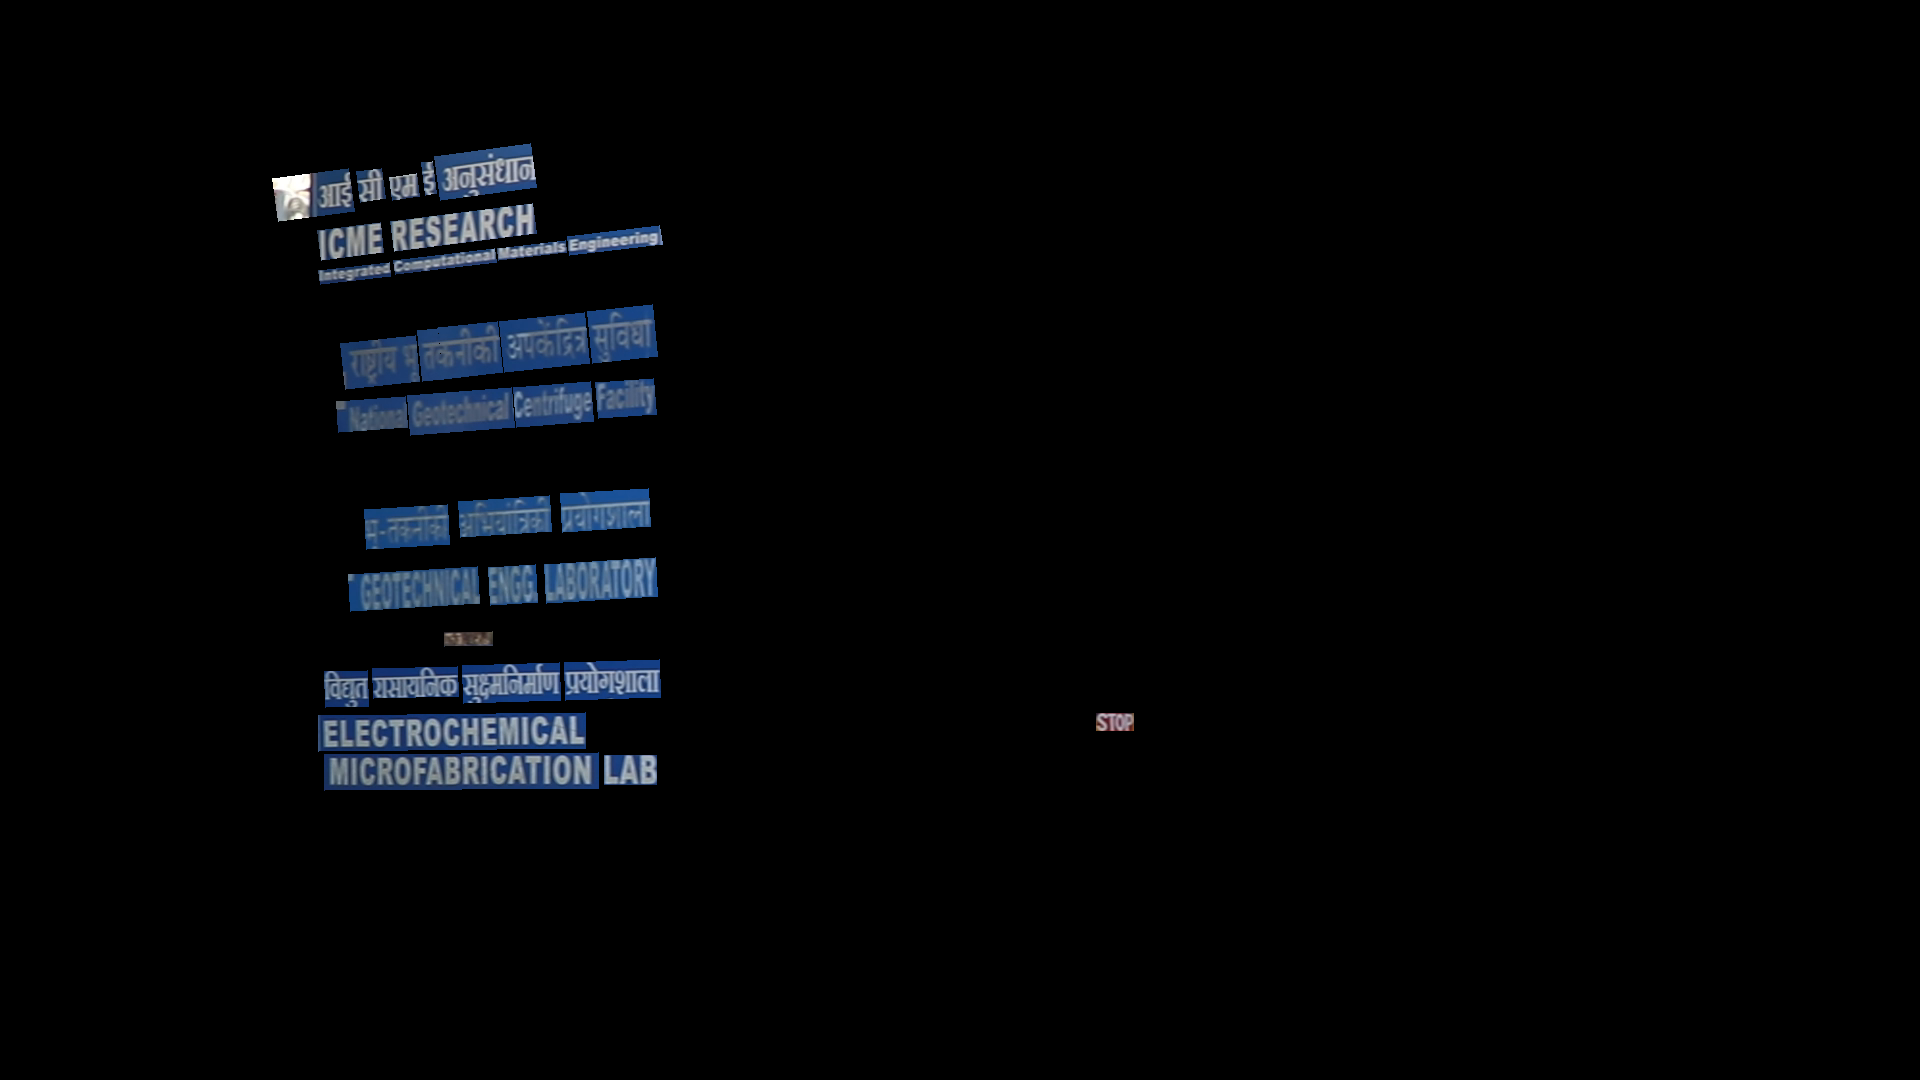 आई सी एम ई अनुसंधान
ICME RESEARCH
Integrated Computational Materials Engineering
राष्ट्रीय भू तकनीकी अपकेंद्रित्र सुविधा
National Geotechnical Centrifuge Facility
भू-तकनीकी अभियांत्रिकी प्रयोगशाला
GEOTECHNICAL ENGG. LABORATORY
विद्युत रासायनिक सुक्ष्मनिर्माण प्रयोगशाला
ELECTROCHEMICAL
MICROFABRICATION LAB
STOP